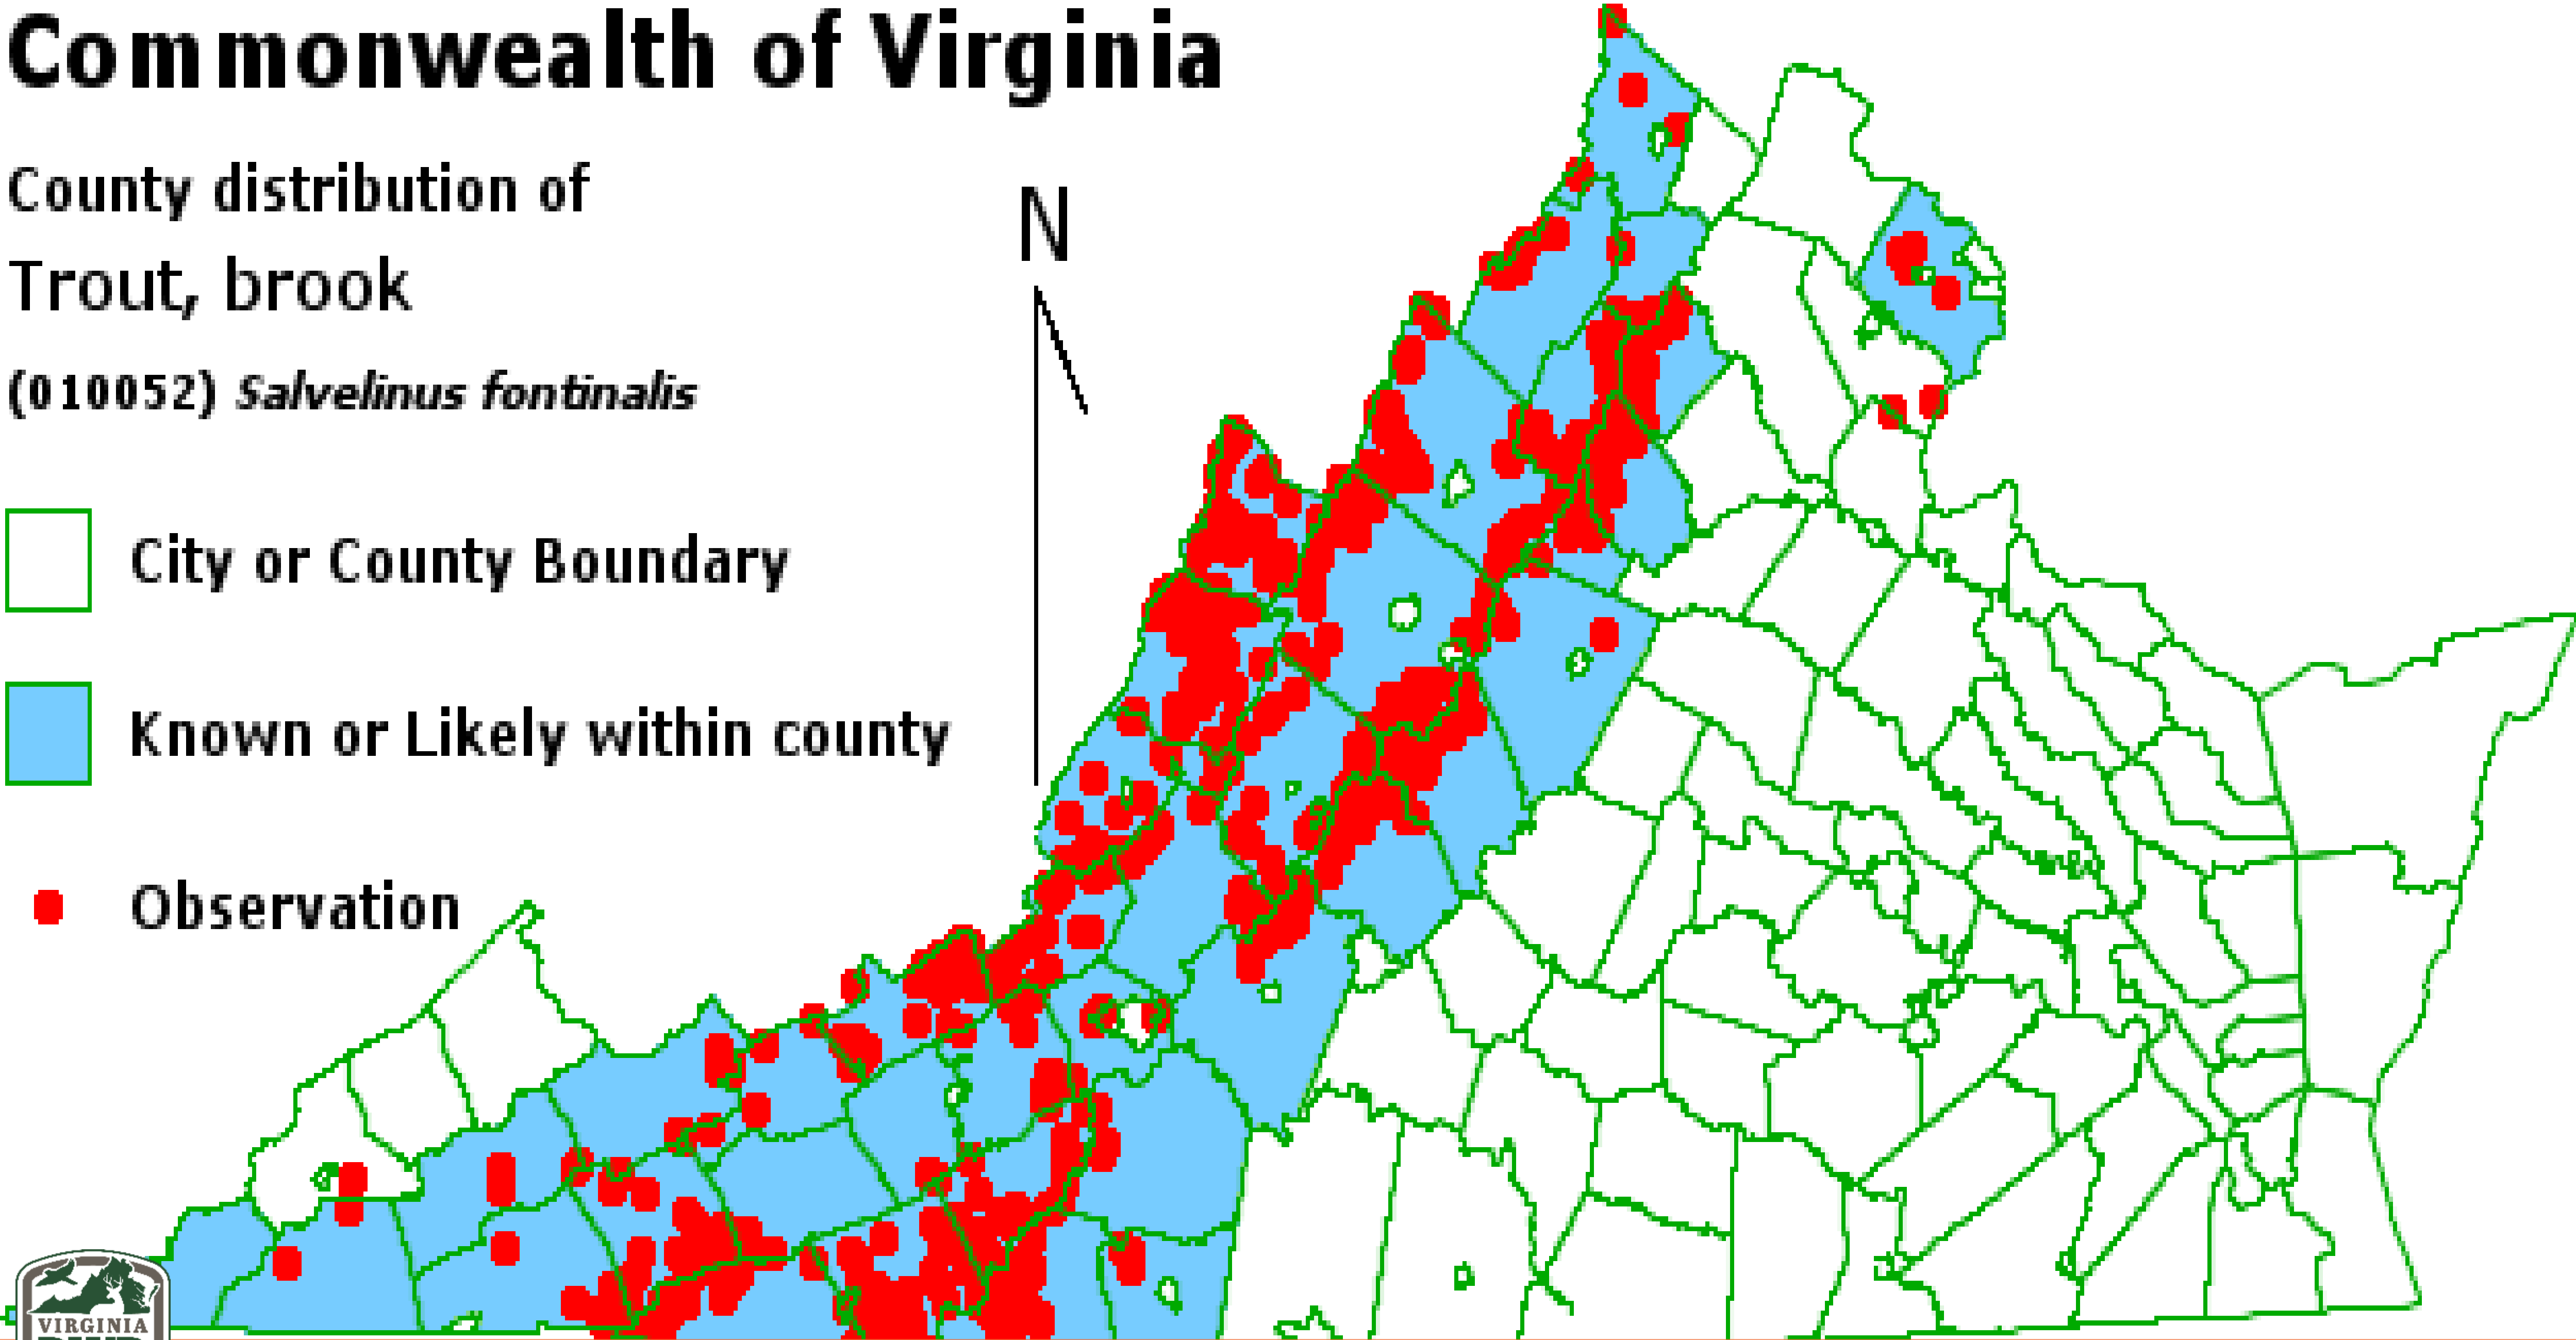 Commonwealth of Virginia
County distribution of
Trout, brook
(010052) Salvelinus fontinalis
N
City or County Boundary
Known or Likely within county
Observation
VIRGINIA